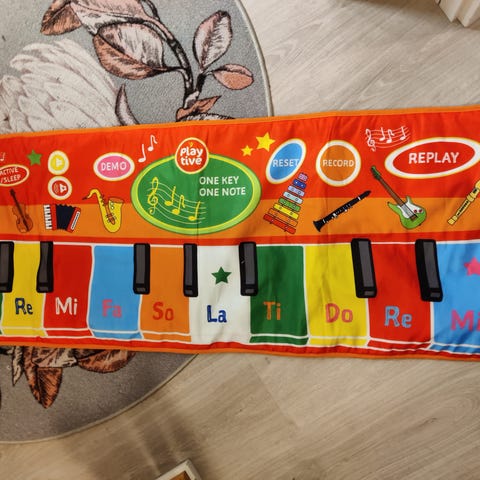 ACTIVE
/SLEEP
DEMO
Play
tive
ONE KEY
ONE NOTE
RESET
RECORD
REPLAY
Re Mi Fa So La Ti Do Re